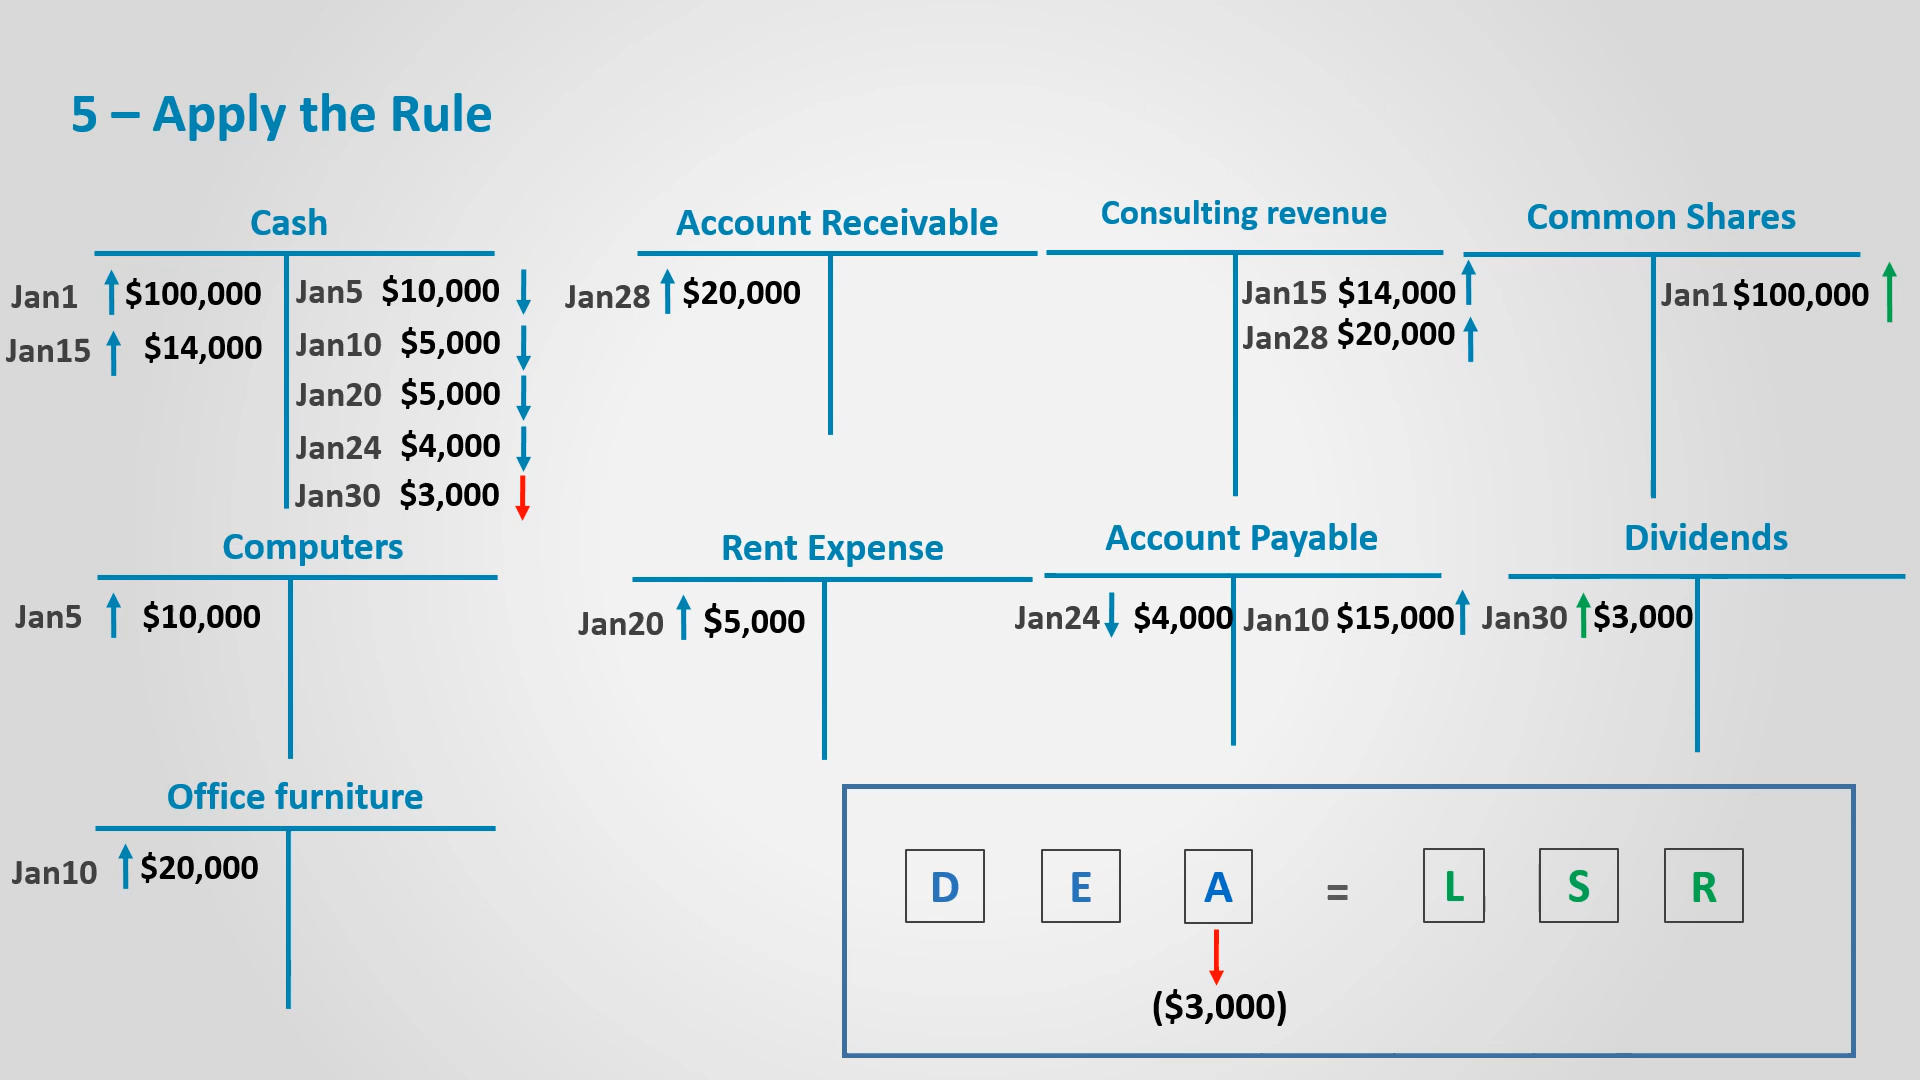 5 – Apply the Rule
Cash
Jan1 $100,000 Jan5 $10,000
Jan15 $14,000 Jan10 $5,000
Jan20 $5,000
Jan24 $4,000
Jan30 $3,000
Account Receivable
Jan28 $20,000
Consulting revenue
Jan15 $14,000
Jan28 $20,000
Common Shares
Jan1 $100,000
Computers
Jan5 $10,000
Rent Expense
Jan20 $5,000
Account Payable
Jan24 $4,000 Jan10 $15,000
Dividends
Jan30 $3,000
Office furniture
Jan10 $20,000
D E A = L S R
($3,000)